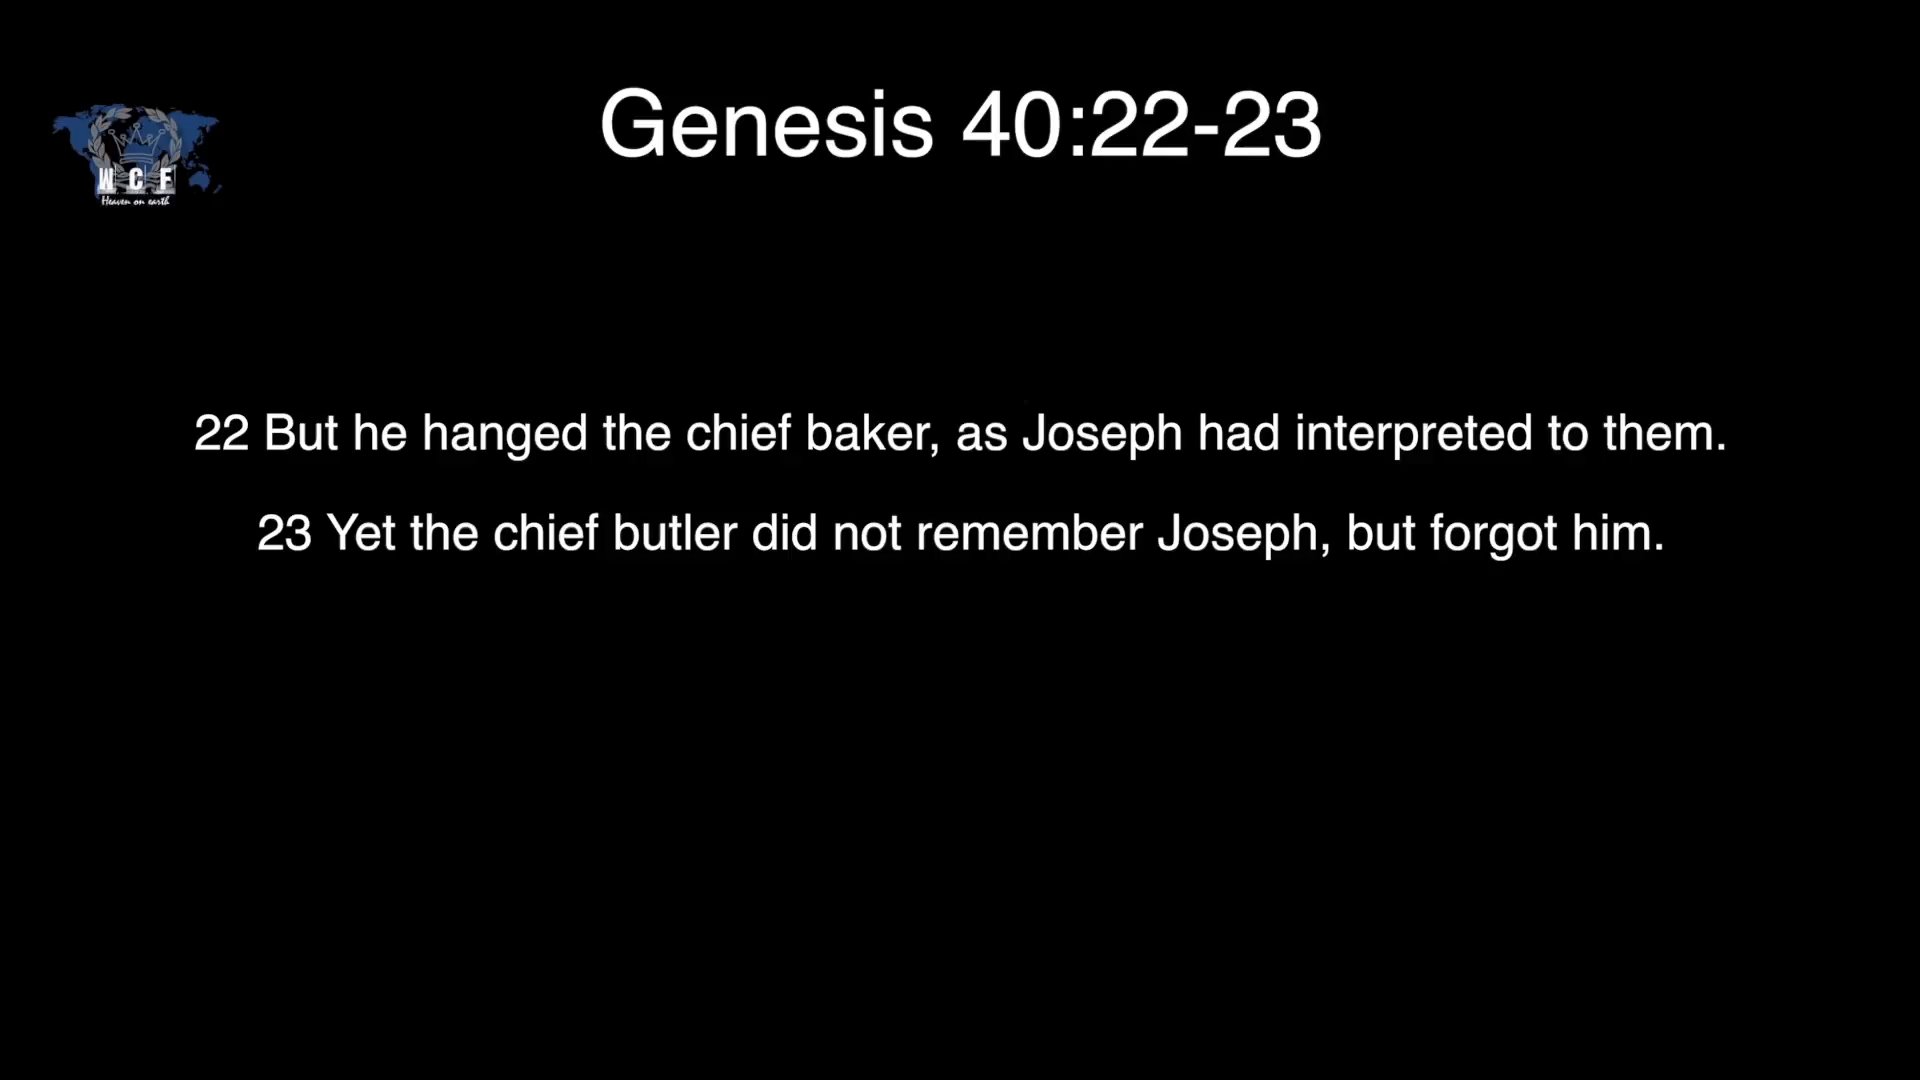 Genesis 40:22-23
W C F
Heaven on earth
22 But he hanged the chief baker, as Joseph had interpreted to them.
23 Yet the chief butler did not remember Joseph, but forgot him.